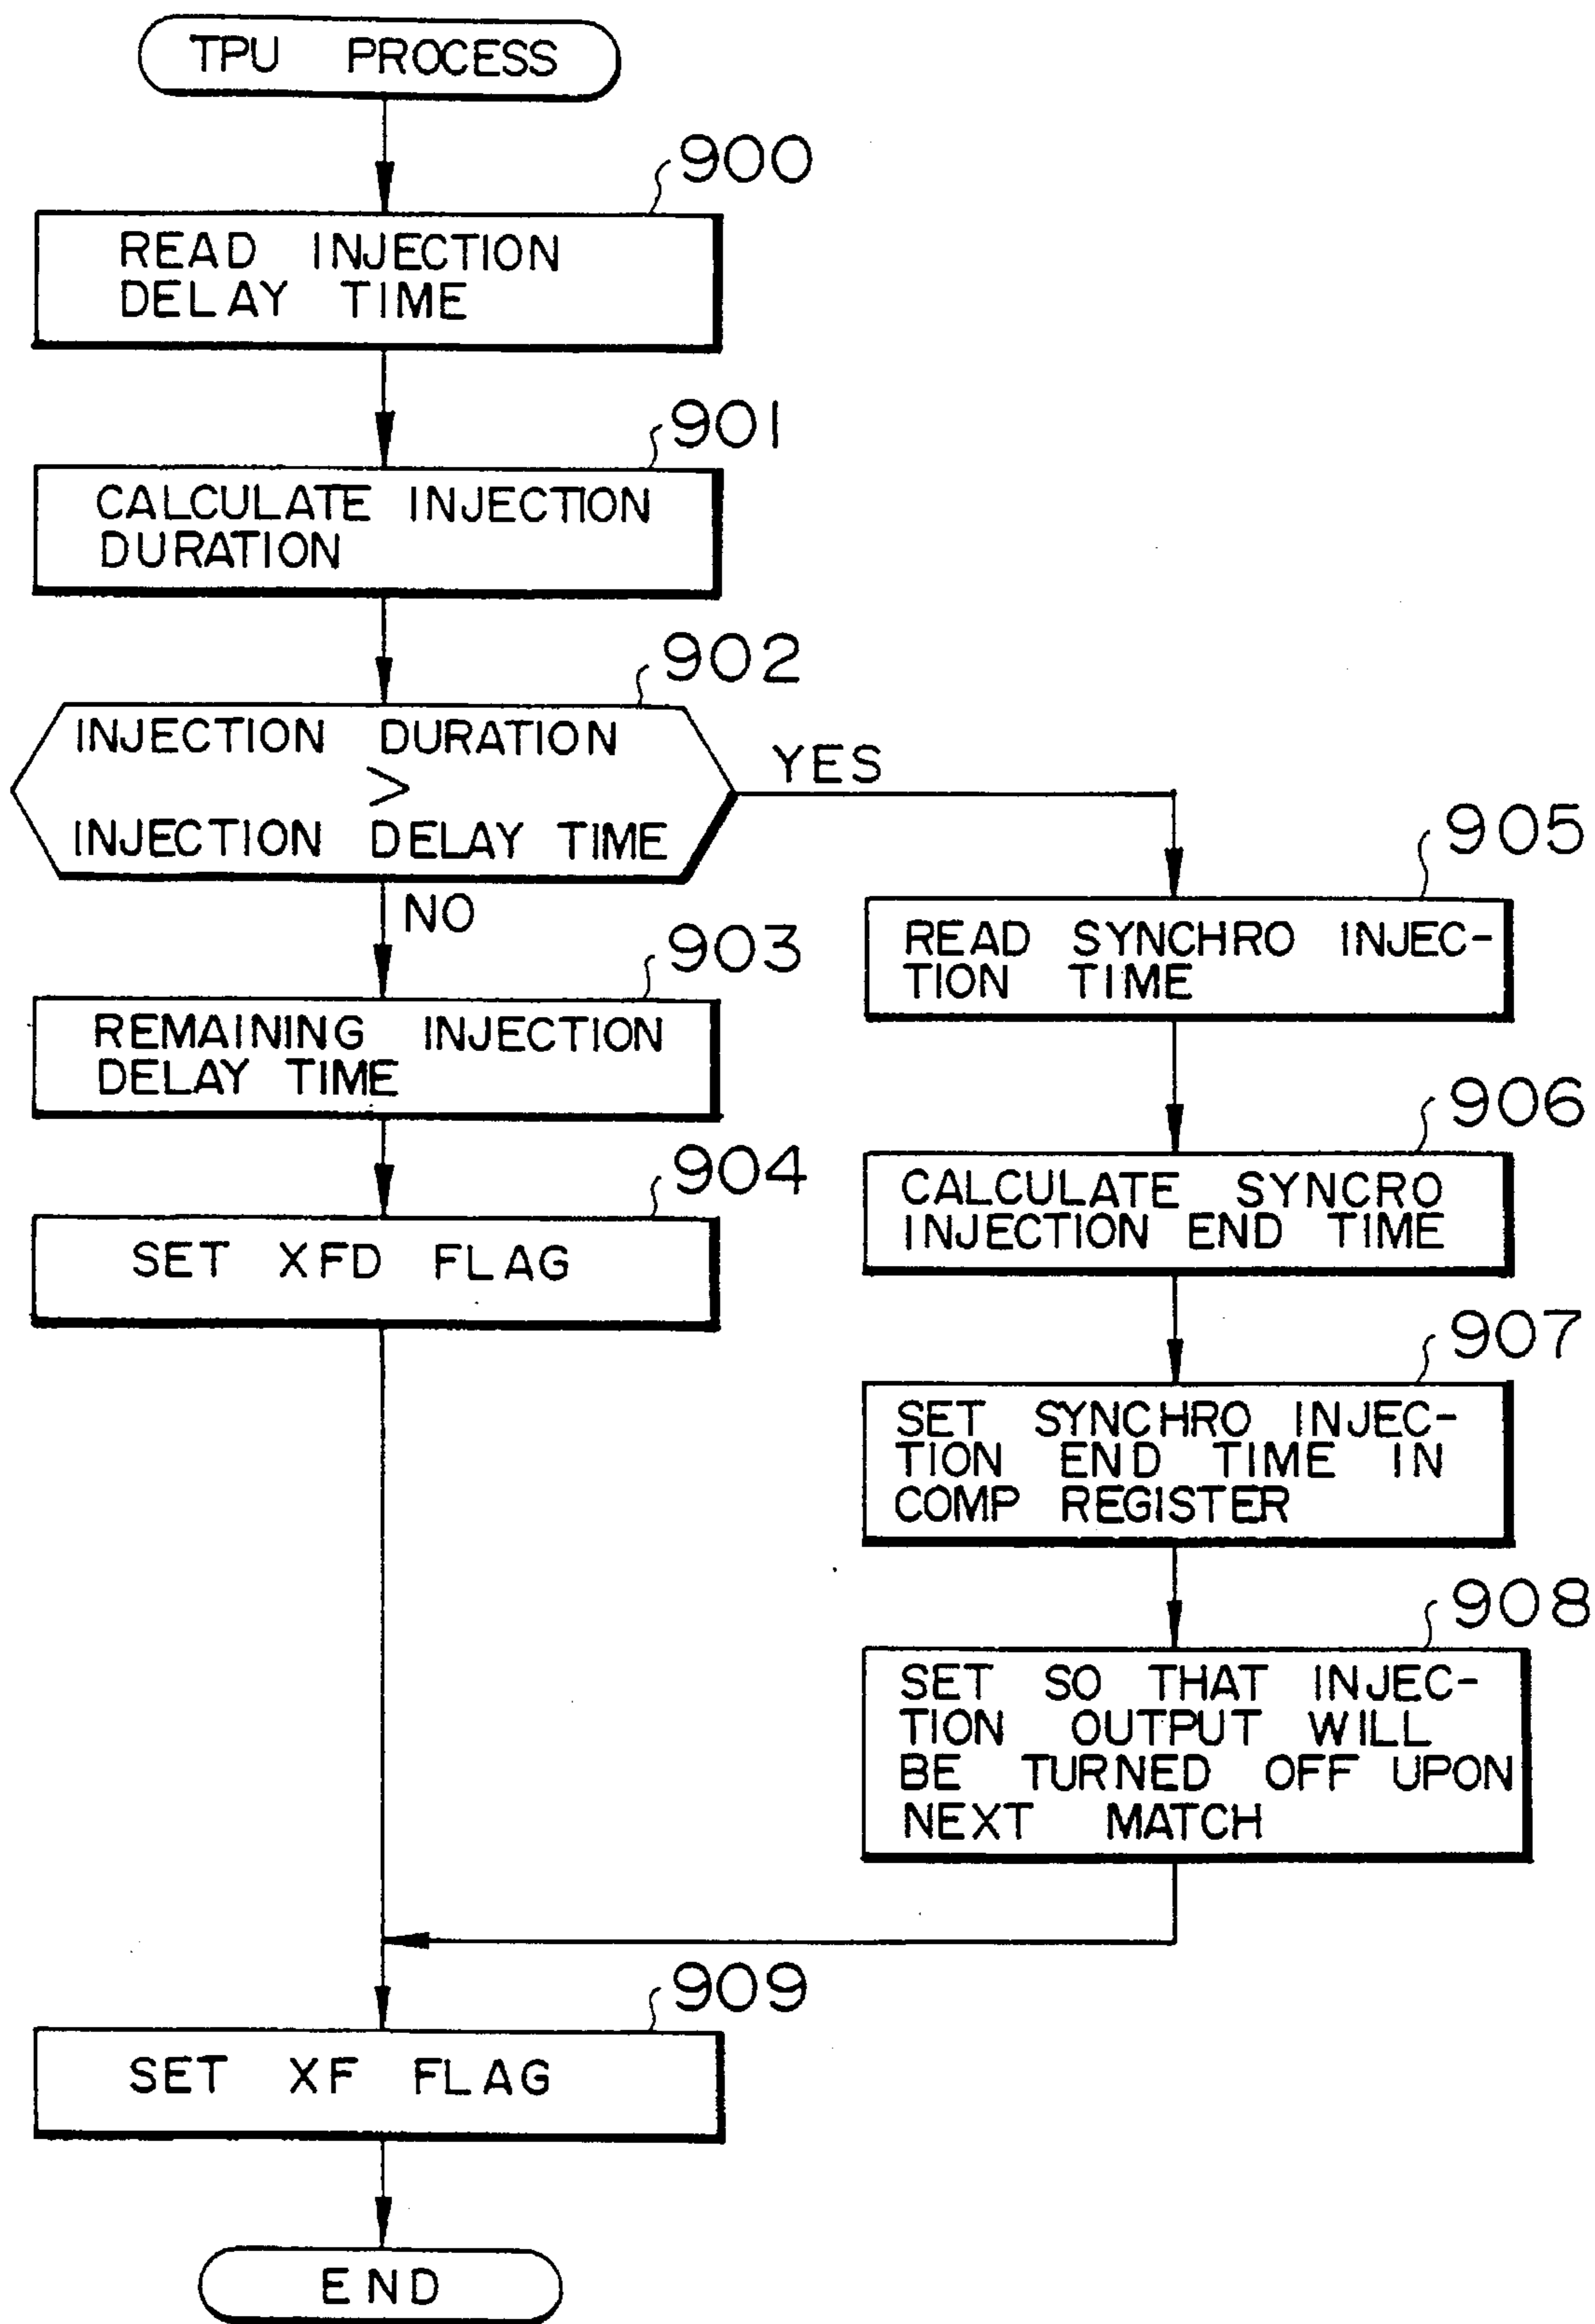 TPU PROCESS
900
READ INJECTION
DELAY TIME
901
CALCULATE INJECTION
DURATION
902
INJECTION DURATION
>
INJECTION DELAY TIME
YES
NO
903
REMAINING INJECTION
DELAY TIME
904
SET XFD FLAG
905
READ SYNCHRO INJEC-
TION TIME
906
CALCULATE SYNCRO
INJECTION END TIME
907
SET SYNCHRO INJEC-
TION END TIME IN
COMP REGISTER
908
SET SO THAT INJEC-
TION OUTPUT WILL
BE TURNED OFF UPON
NEXT MATCH
909
SET XF FLAG
END